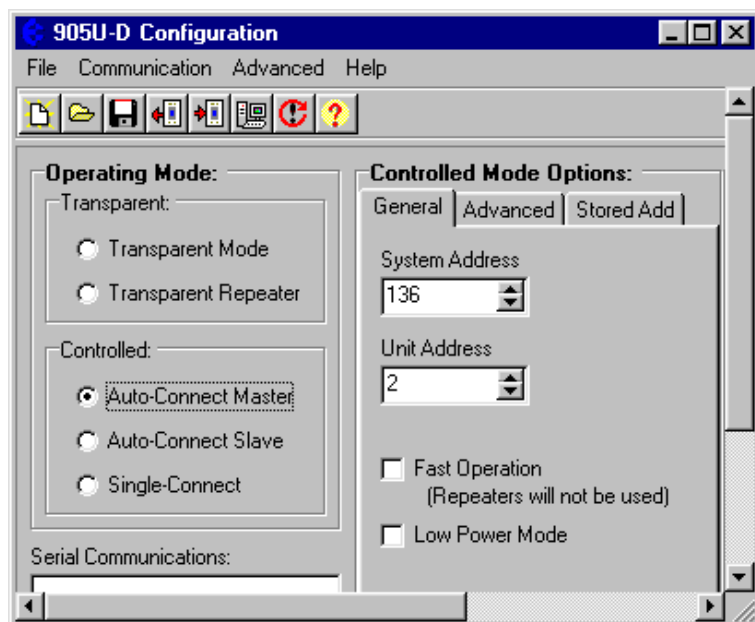 905U-D Configuration
File Communication Advanced Help
Operating Mode:
Transparent:
Transparent Mode
Transparent Repeater
Controlled:
Auto-Connect Master
Auto-Connect Slave
Single-Connect
Serial Communications:
Controlled Mode Options:
General Advanced Stored Add
System Address
136
Unit Address
2
Fast Operation
(Repeaters will not be used)
Low Power Mode